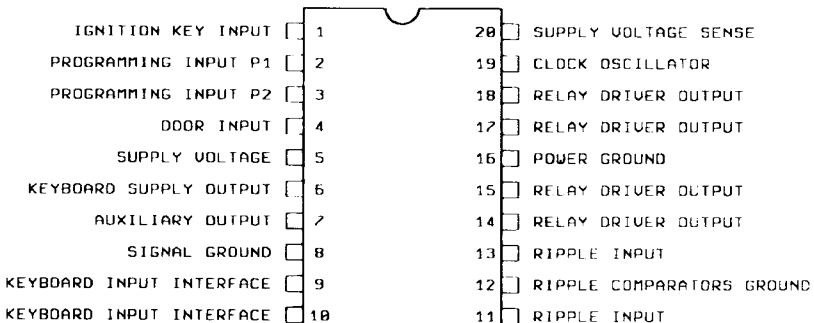 IGNITION KEY INPUT 1 20 SUPPLY VOLTAGE SENSE
PROGRAMMING INPUT P1 2 19 CLOCK OSCILLATOR
PROGRAMMING INPUT P2 3 18 RELAY DRIVER OUTPUT
DOOR INPUT 4 17 RELAY DRIVER OUTPUT
SUPPLY VOLTAGE 5 16 POWER GROUND
KEYBOARD SUPPLY OUTPUT 6 15 RELAY DRIVER OUTPUT
AUXILIARY OUTPUT 7 14 RELAY DRIVER OUTPUT
SIGNAL GROUND 8 13 RIPPLE INPUT
KEYBOARD INPUT INTERFACE 9 12 RIPPLE COMPARATORS GROUND
KEYBOARD INPUT INTERFACE 10 11 RIPPLE INPUT